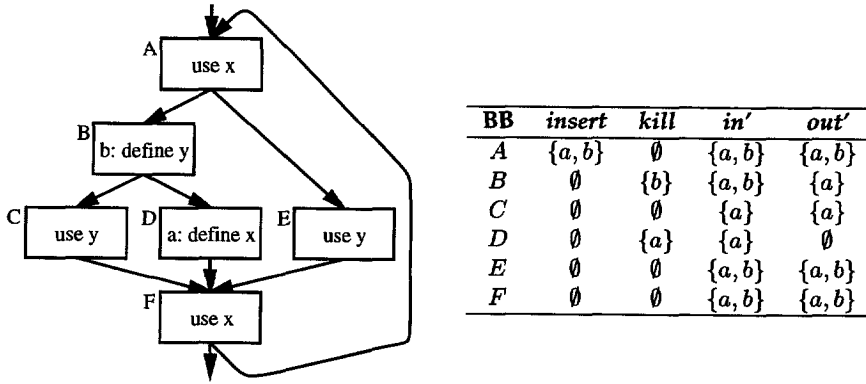 A
use x
B
b: define y
C
use y
D
a: define x
E
use y
F
use x
BB insert kill in′ out′
A {a, b} ∅ {a, b} {a, b}
B ∅ {b} {a, b} {a}
C ∅ ∅ {a} {a}
D ∅ {a} {a} ∅
E ∅ ∅ {a, b} {a, b}
F ∅ ∅ {a, b} {a, b}